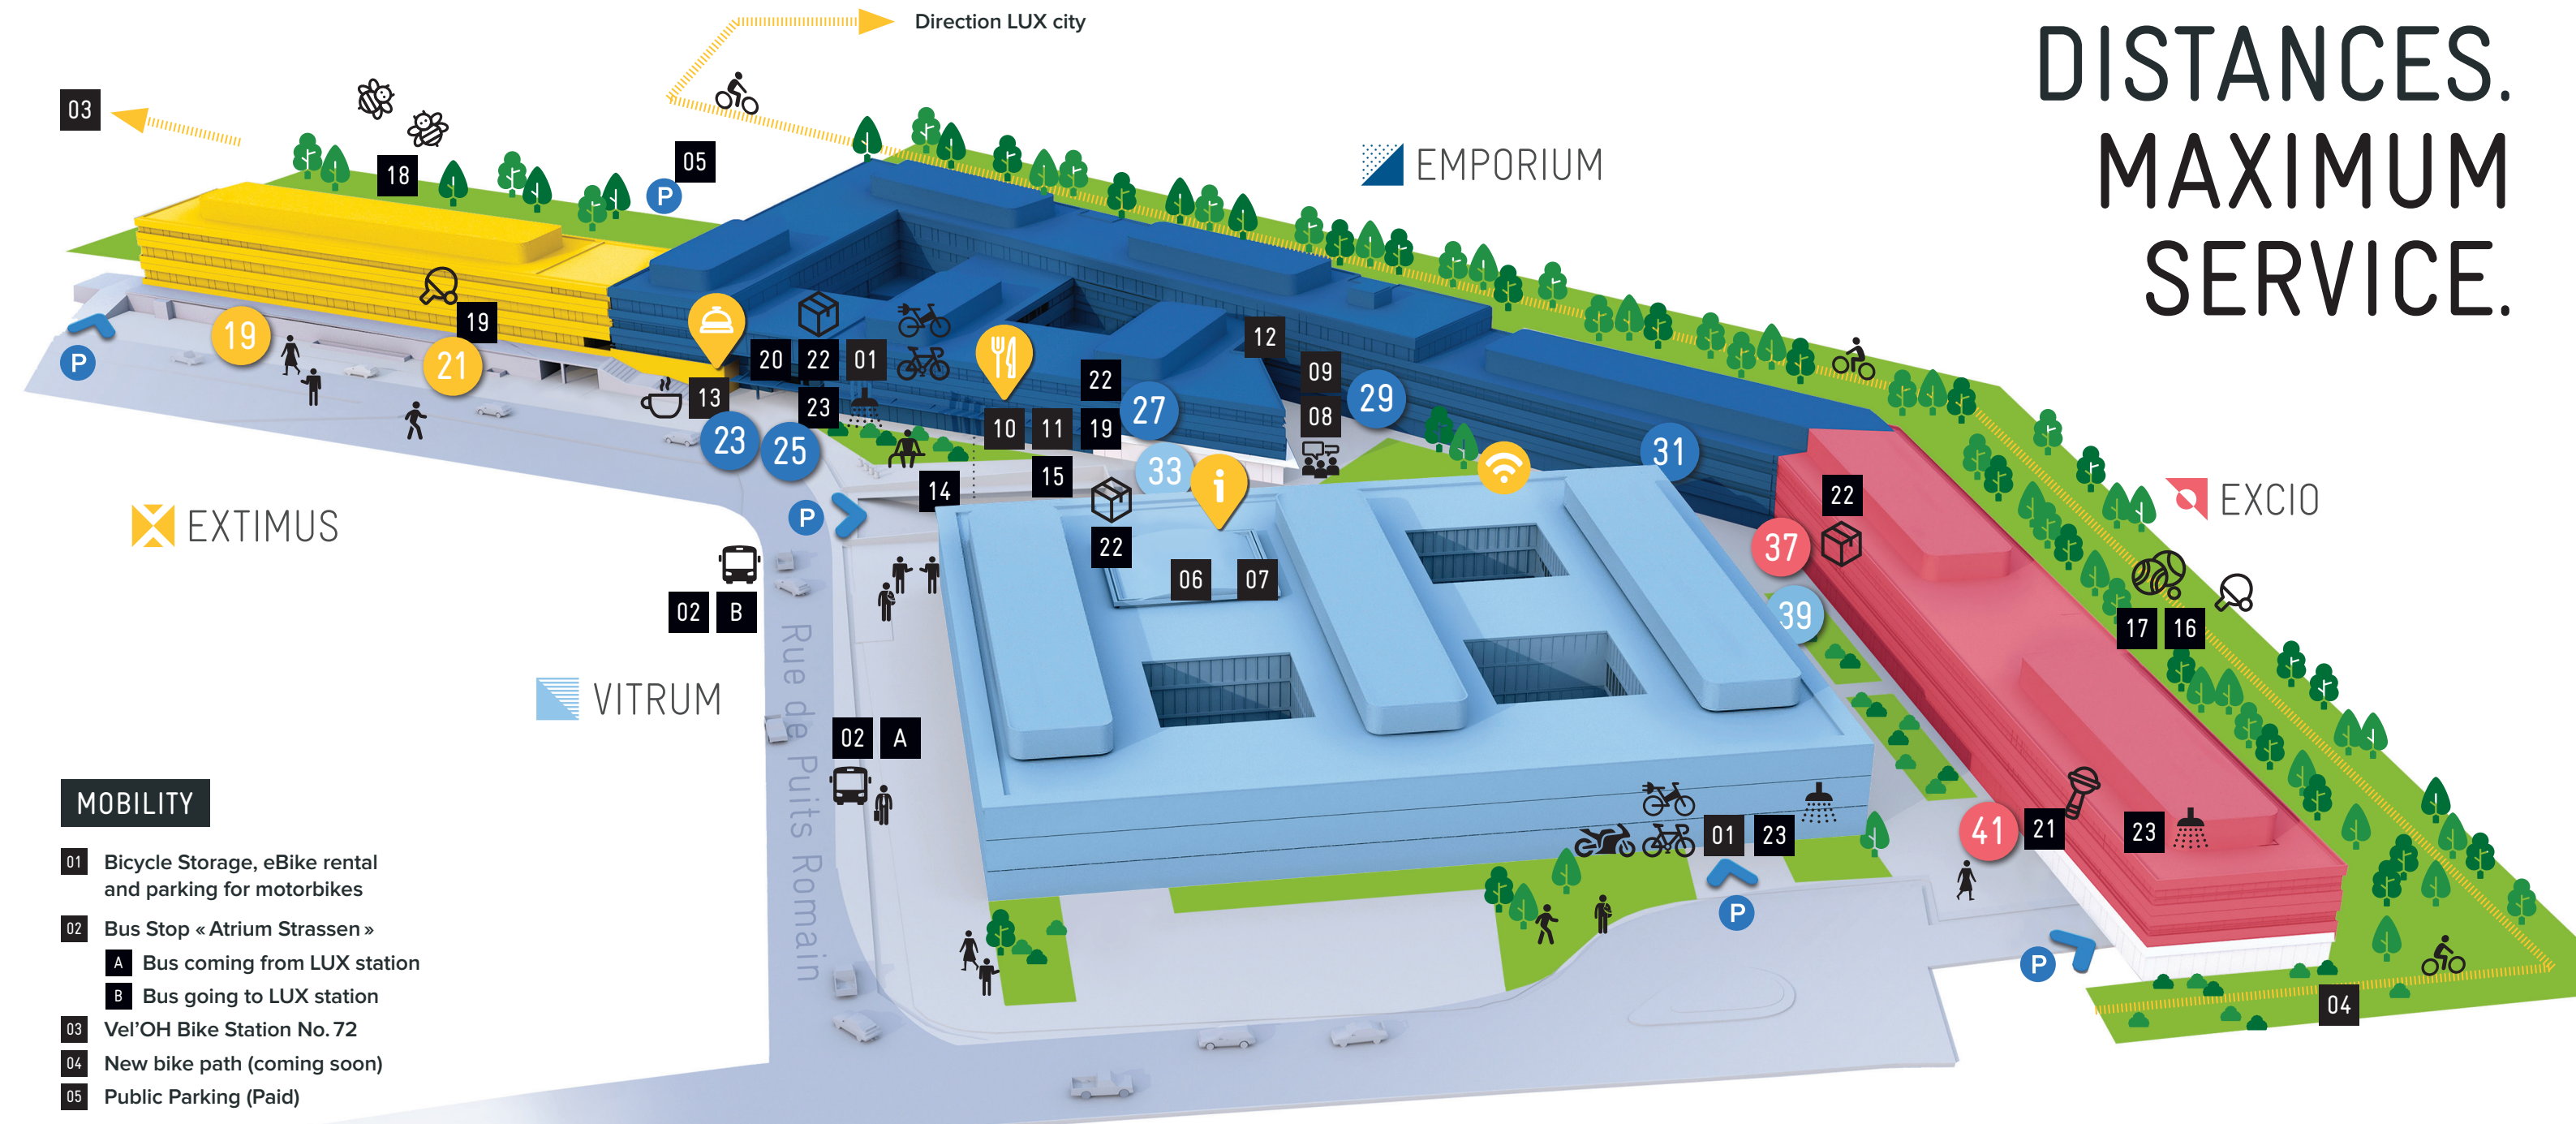 Direction LUX city
DISTANCES.
MAXIMUM
SERVICE.
03
18
05
P
EMPORIUM
19
19
21
P
20 22 01
23
13
23 25
10 11 19
22
27
12
09
08
29
31
33
15
14
P
22
06 07
EXTIMUS
02 B
VITRUM
02 A
Rue de Puits Romain
22
37
39
EXCIO
17 16
41 21
23
01 23
P
P
04
MOBILITY
01 Bicycle Storage, eBike rental
and parking for motorbikes
02 Bus Stop « Atrium Strassen »
A Bus coming from LUX station
B Bus going to LUX station
03 Vel’OH Bike Station No. 72
04 New bike path (coming soon)
05 Public Parking (Paid)